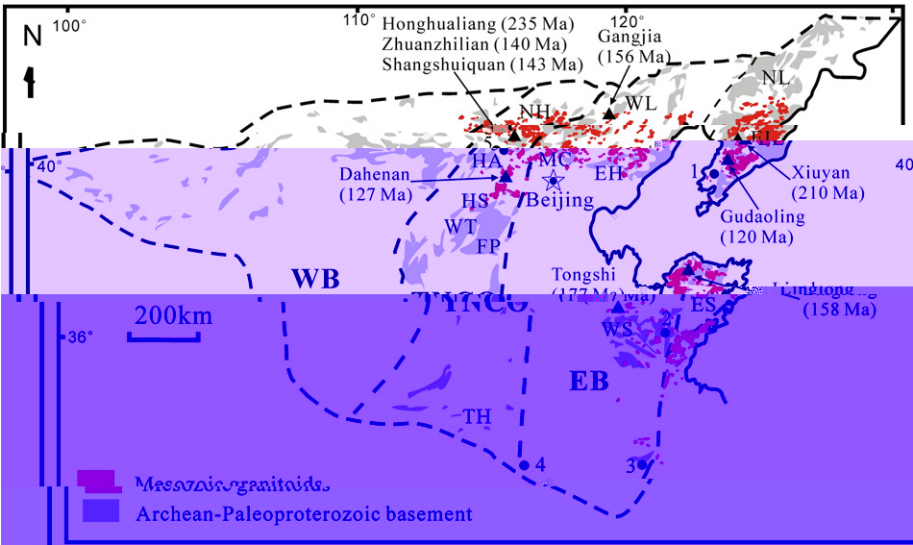 100°
110°
120°
N
Honghualiang (235 Ma)
Zhuanzhilian (140 Ma)
Shangshuiquan (143 Ma)
Gangjia
(156 Ma)
NL
NH
WL
HA
MC
EH
40°
40
Dahenan
(127 Ma)
Beijing
HS
WT
FP
1
Xiuyan
(210 Ma)
Gudaoling
(120 Ma)
WB
Tongshi
(158 Ma)
ES
200km
36°
WS
2
EB
TH
4
3
Archean-Paleoproterozoic basement